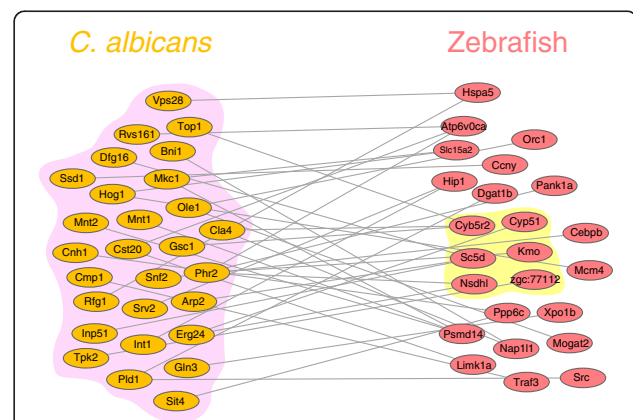 C. albicans
Zebrafish
Vps28
Hspa5
Top1
Rvs161
Atp6v0ca
Orc1
Bni1
Slc15a2
Dfg16
Ccny
Ssd1
Mkc1
Hip1
Pank1a
Hog1
Dgat1b
Ole1
Mnt2
Mnt1
Cla4
Cyb5r2
Cyp51
Cebpb
Cnh1
Cst20
Gsc1
Kmo
Sc5d
Mcm4
Cmp1
Snf2
Phr2
Nsdhl
zgc:77112
Rfg1
Srv2
Arp2
Ppp6c
Xpo1b
Inp51
Erg24
Psmd14
Int1
Nap1l1
Mogat2
Tpk2
Gln3
Limk1a
Pld1
Traf3
Src
Sit4